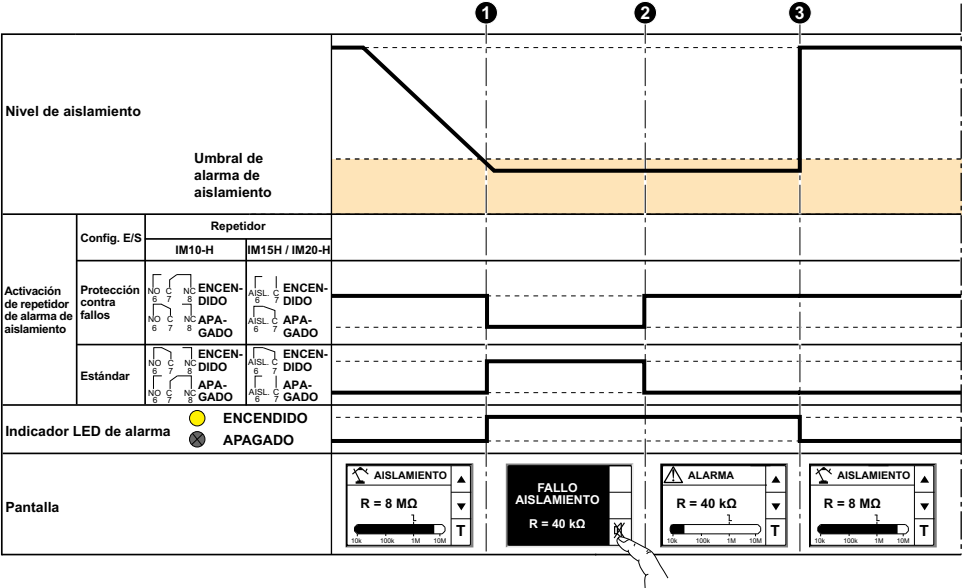 1 2 3
Nivel de aislamiento
Umbral de
alarma de
aislamiento
Activación
de repetidor
de alarma de
aislamiento
Config. E/S
Repetidor
IM10-H
IM15H / IM20-H
Protección
contra
fallos
NO C NC
6 7 8
ENCEN-
DIDO
NO C NC
6 7 8
APA-
GADO
AISL. C
6 7
ENCEN-
DIDO
AISL. C
6 7
APA-
GADO
Estándar
NO C NC
6 7 8
ENCEN-
DIDO
NO C NC
6 7 8
APA-
GADO
AISL. C
6 7
ENCEN-
DIDO
AISL. C
6 7
APA-
GADO
Indicador LED de alarma
ENCENDIDO
APAGADO
Pantalla
AISLAMIENTO
R = 8 MΩ
10k 100k 1M 10M
T
FALLO
AISLAMIENTO
R = 40 kΩ
ALARMA
R = 40 kΩ
10k 100k 1M 10M
T
AISLAMIENTO
R = 8 MΩ
10k 100k 1M 10M
T